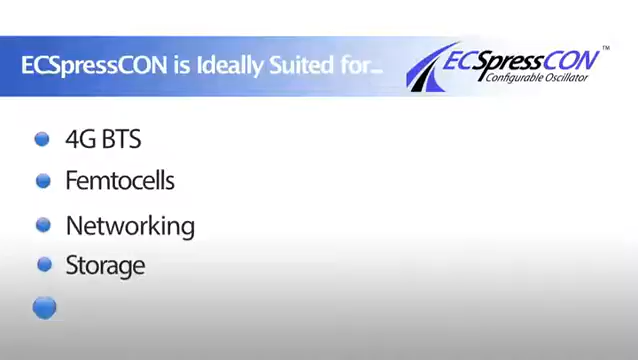 ECSpressCON is Ideally Suited for...
ECSpressCON™
Configurable Oscillator
4G BTS
Femtocells
Networking
Storage